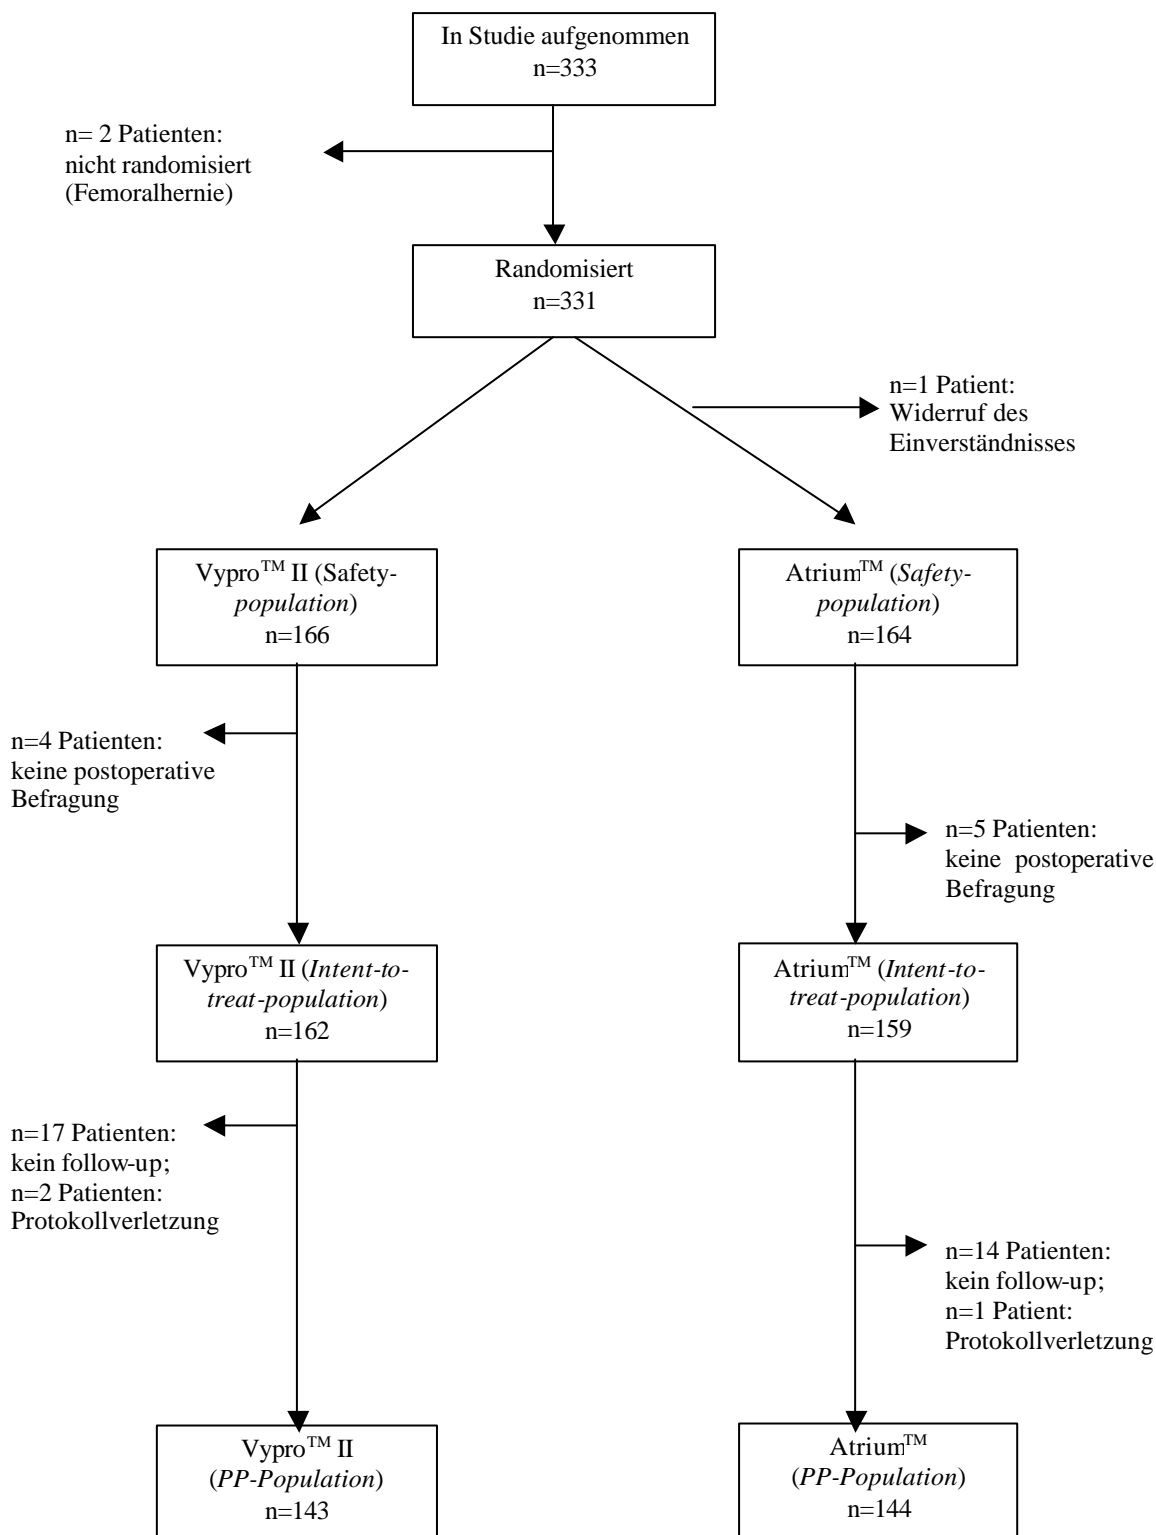 In Studie aufgenommen
n=333
n= 2 Patienten:
nicht randomisiert
(Femoralhernie)
Randomisiert
n=331
n=1 Patient:
Widerruf des
Einverständnisses
Vypro™ II (Safety-
population)
n=166
Atrium™ (Safety-
population)
n=164
n=4 Patienten:
keine postoperative
Befragung
n=5 Patienten:
keine postoperative
Befragung
Vypro™ II (Intent-to-
treat-population)
n=162
Atrium™ (Intent-to-
treat-population)
n=159
n=17 Patienten:
kein follow-up;
n=2 Patienten:
Protokollverletzung
n=14 Patienten:
kein follow-up;
n=1 Patient:
Protokollverletzung
Vypro™ II
(PP-Population)
n=143
Atrium™
(PP-Population)
n=144